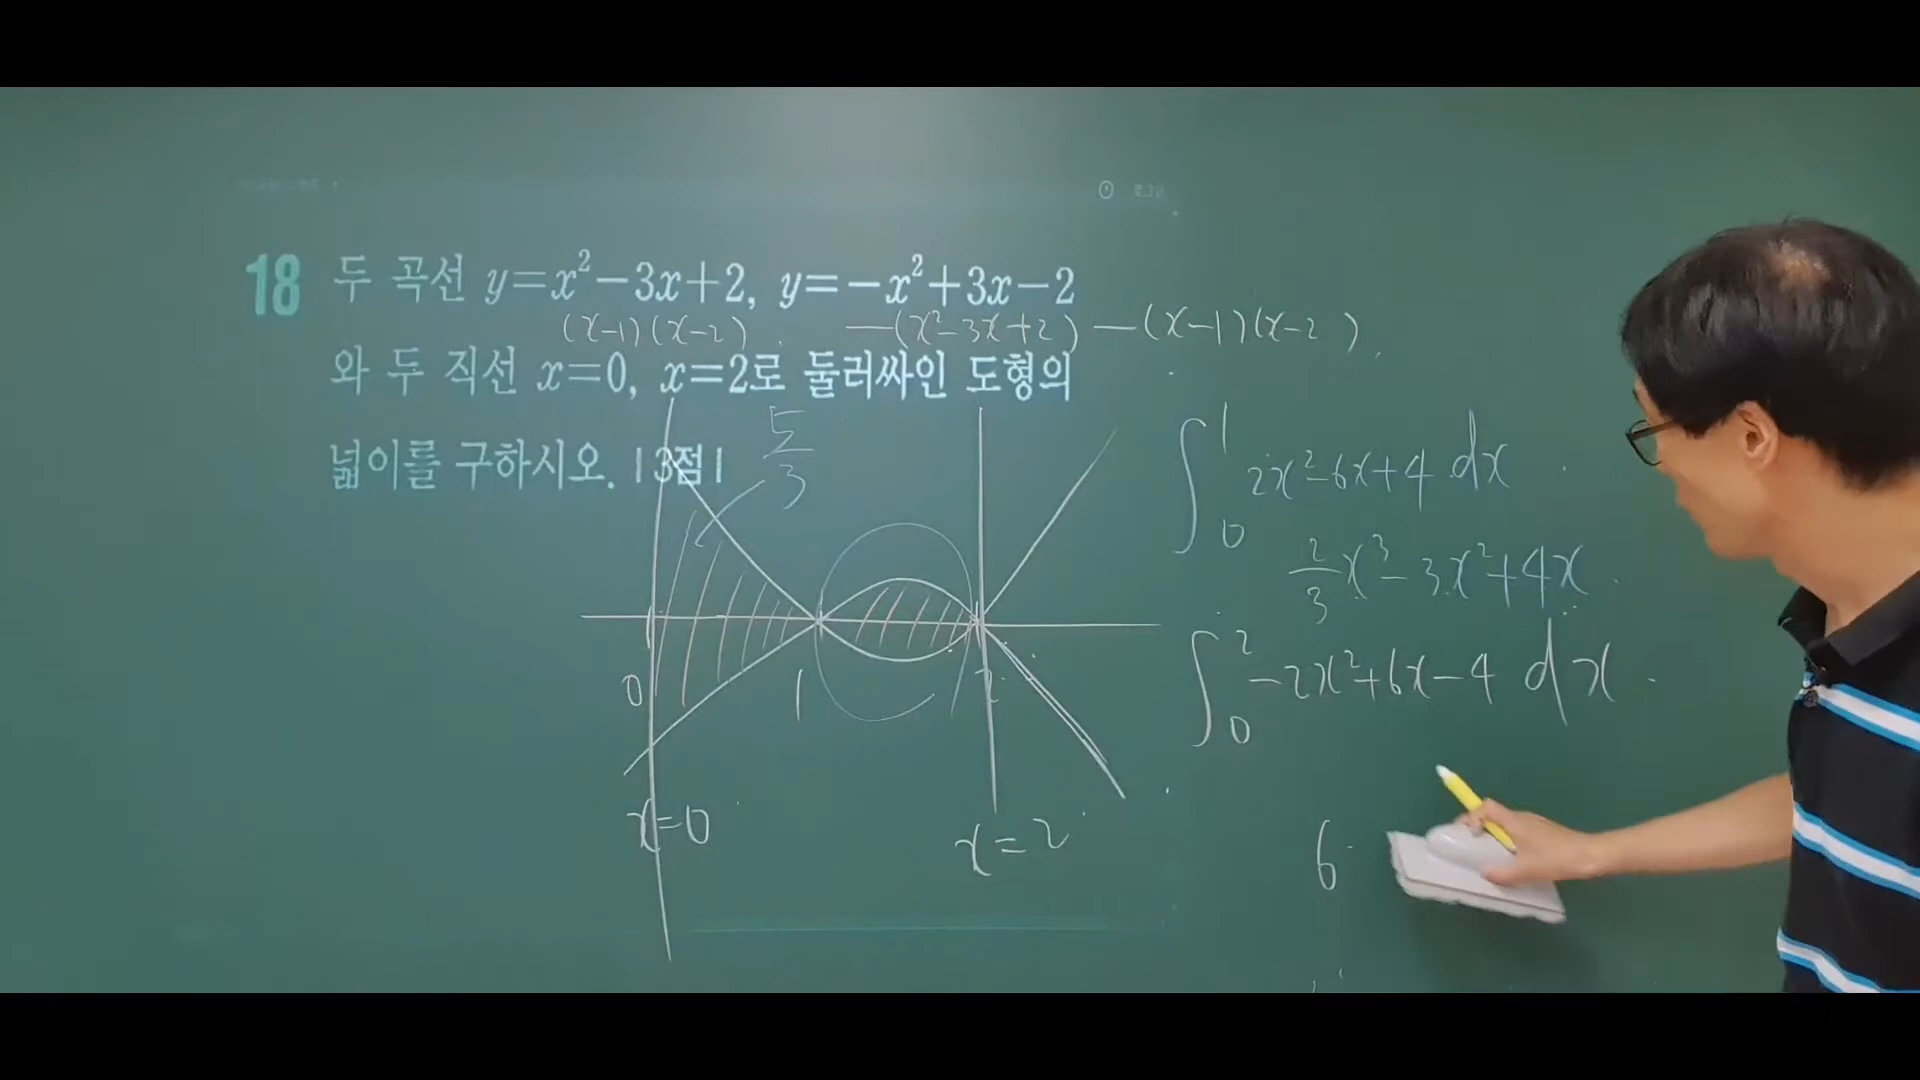 18 두 곡선 y=x²-3x+2, y=-x²+3x-2
(x-1)(x-2) -(x²-3x+2) -(x-1)(x-2)
와 두 직선 x=0, x=2로 둘러싸인 도형의
넓이를 구하시오. |3점|
5/3
0 1 2
x=0
x=2
∫₀¹ 2x²-6x+4 dx
2/3x³-3x²+4x
∫₀² -2x²+6x-4 dx
6